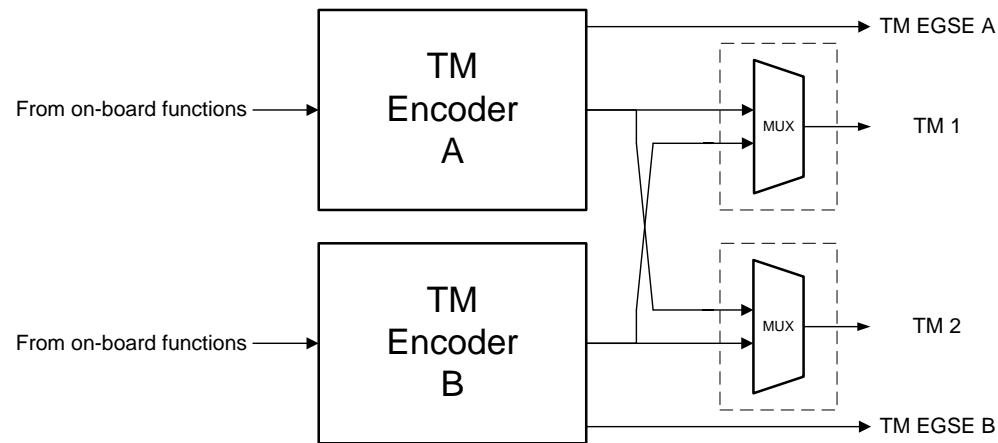 TM EGSE A
TM
Encoder
A
From on-board functions
MUX
TM 1
TM
Encoder
B
From on-board functions
MUX
TM 2
TM EGSE B